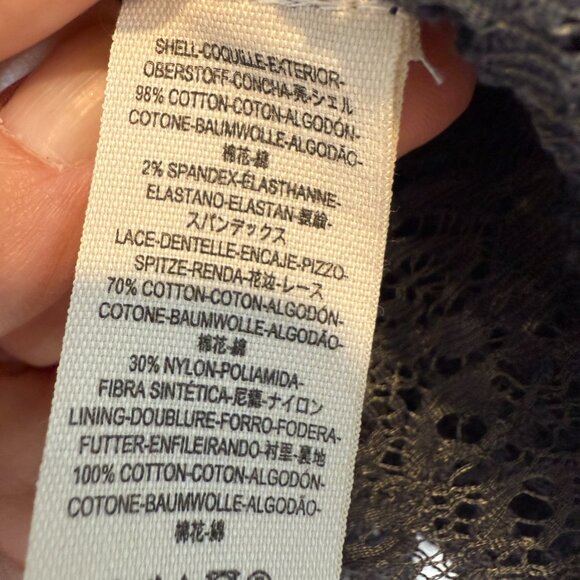 SHELL-COQUILLE-EXTERIOR-
OBERSTOFF-CONCHA-壳-シェル
98% COTTON-COTON-ALGODÓN-
COTONE-BAUMWOLLE-ALGODÃO-
棉花-綿
2% SPANDEX-ELASTHANNE-
ELASTANO-ELASTAN-氨綸-
スパンデックス
LACE-DENTELLE-ENCAJE-PIZZO-
SPITZE-RENDA-花边-レース
70% COTTON-COTON-ALGODÓN-
COTONE-BAUMWOLLE-ALGODÃO-
棉花-綿
30% NYLON-POLIAMIDA-
FIBRA SINTÉTICA-尼龍-ナイロン
LINING-DOUBLURE-FORRO-FODERA-
FUTTER-ENFILEIRANDO-衬里-裏地
100% COTTON-COTON-ALGODÓN-
COTONE-BAUMWOLLE-ALGODÃO-
棉花-綿